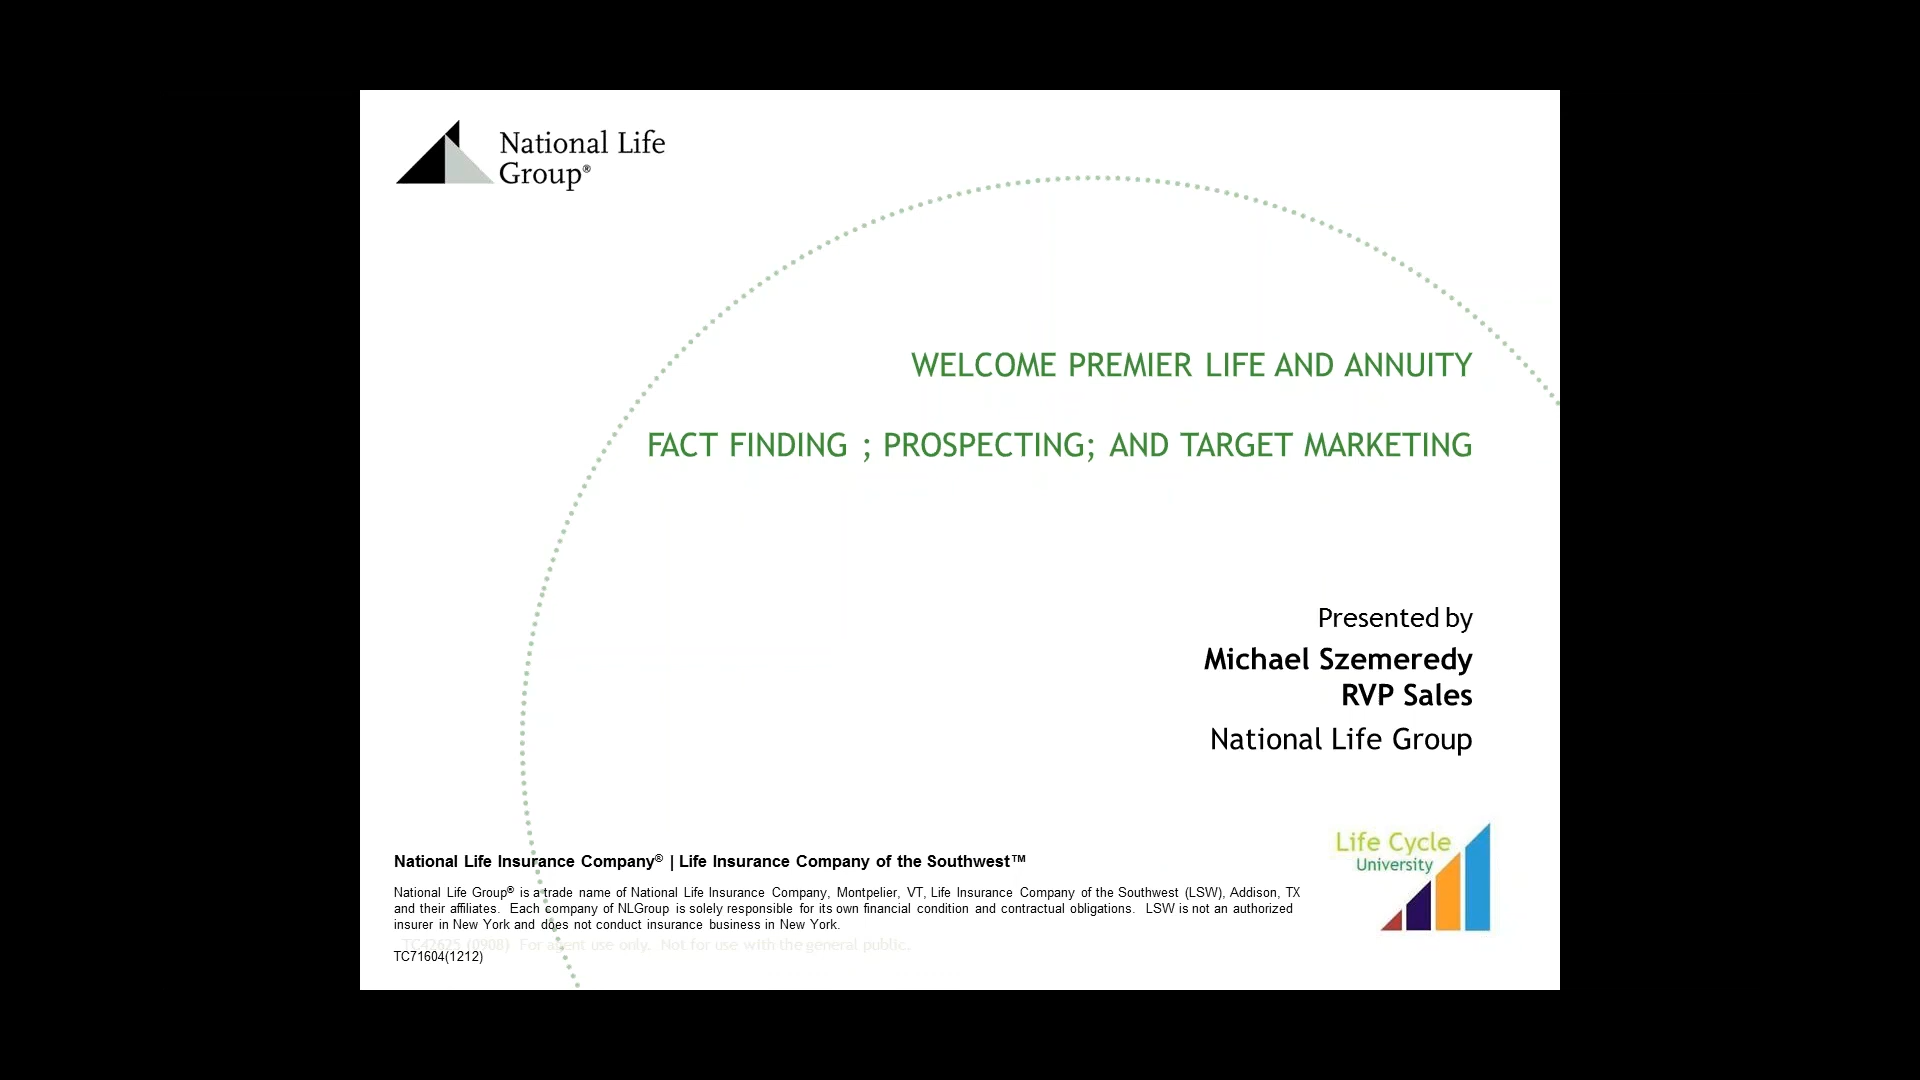 National Life
Group®
WELCOME PREMIER LIFE AND ANNUITY
FACT FINDING ; PROSPECTING; AND TARGET MARKETING
Presented by
Michael Szemeredy
RVP Sales
National Life Group
Life Cycle
University
National Life Insurance Company® | Life Insurance Company of the Southwest™
National Life Group® is a trade name of National Life Insurance Company, Montpelier, VT, Life Insurance Company of the Southwest (LSW), Addison, TX
and their affiliates. Each company of NLGroup is solely responsible for its own financial condition and contractual obligations. LSW is not an authorized
insurer in New York and does not conduct insurance business in New York.
TC42625 (0908) For agent use only. Not for use with the general public.
TC71604(1212)